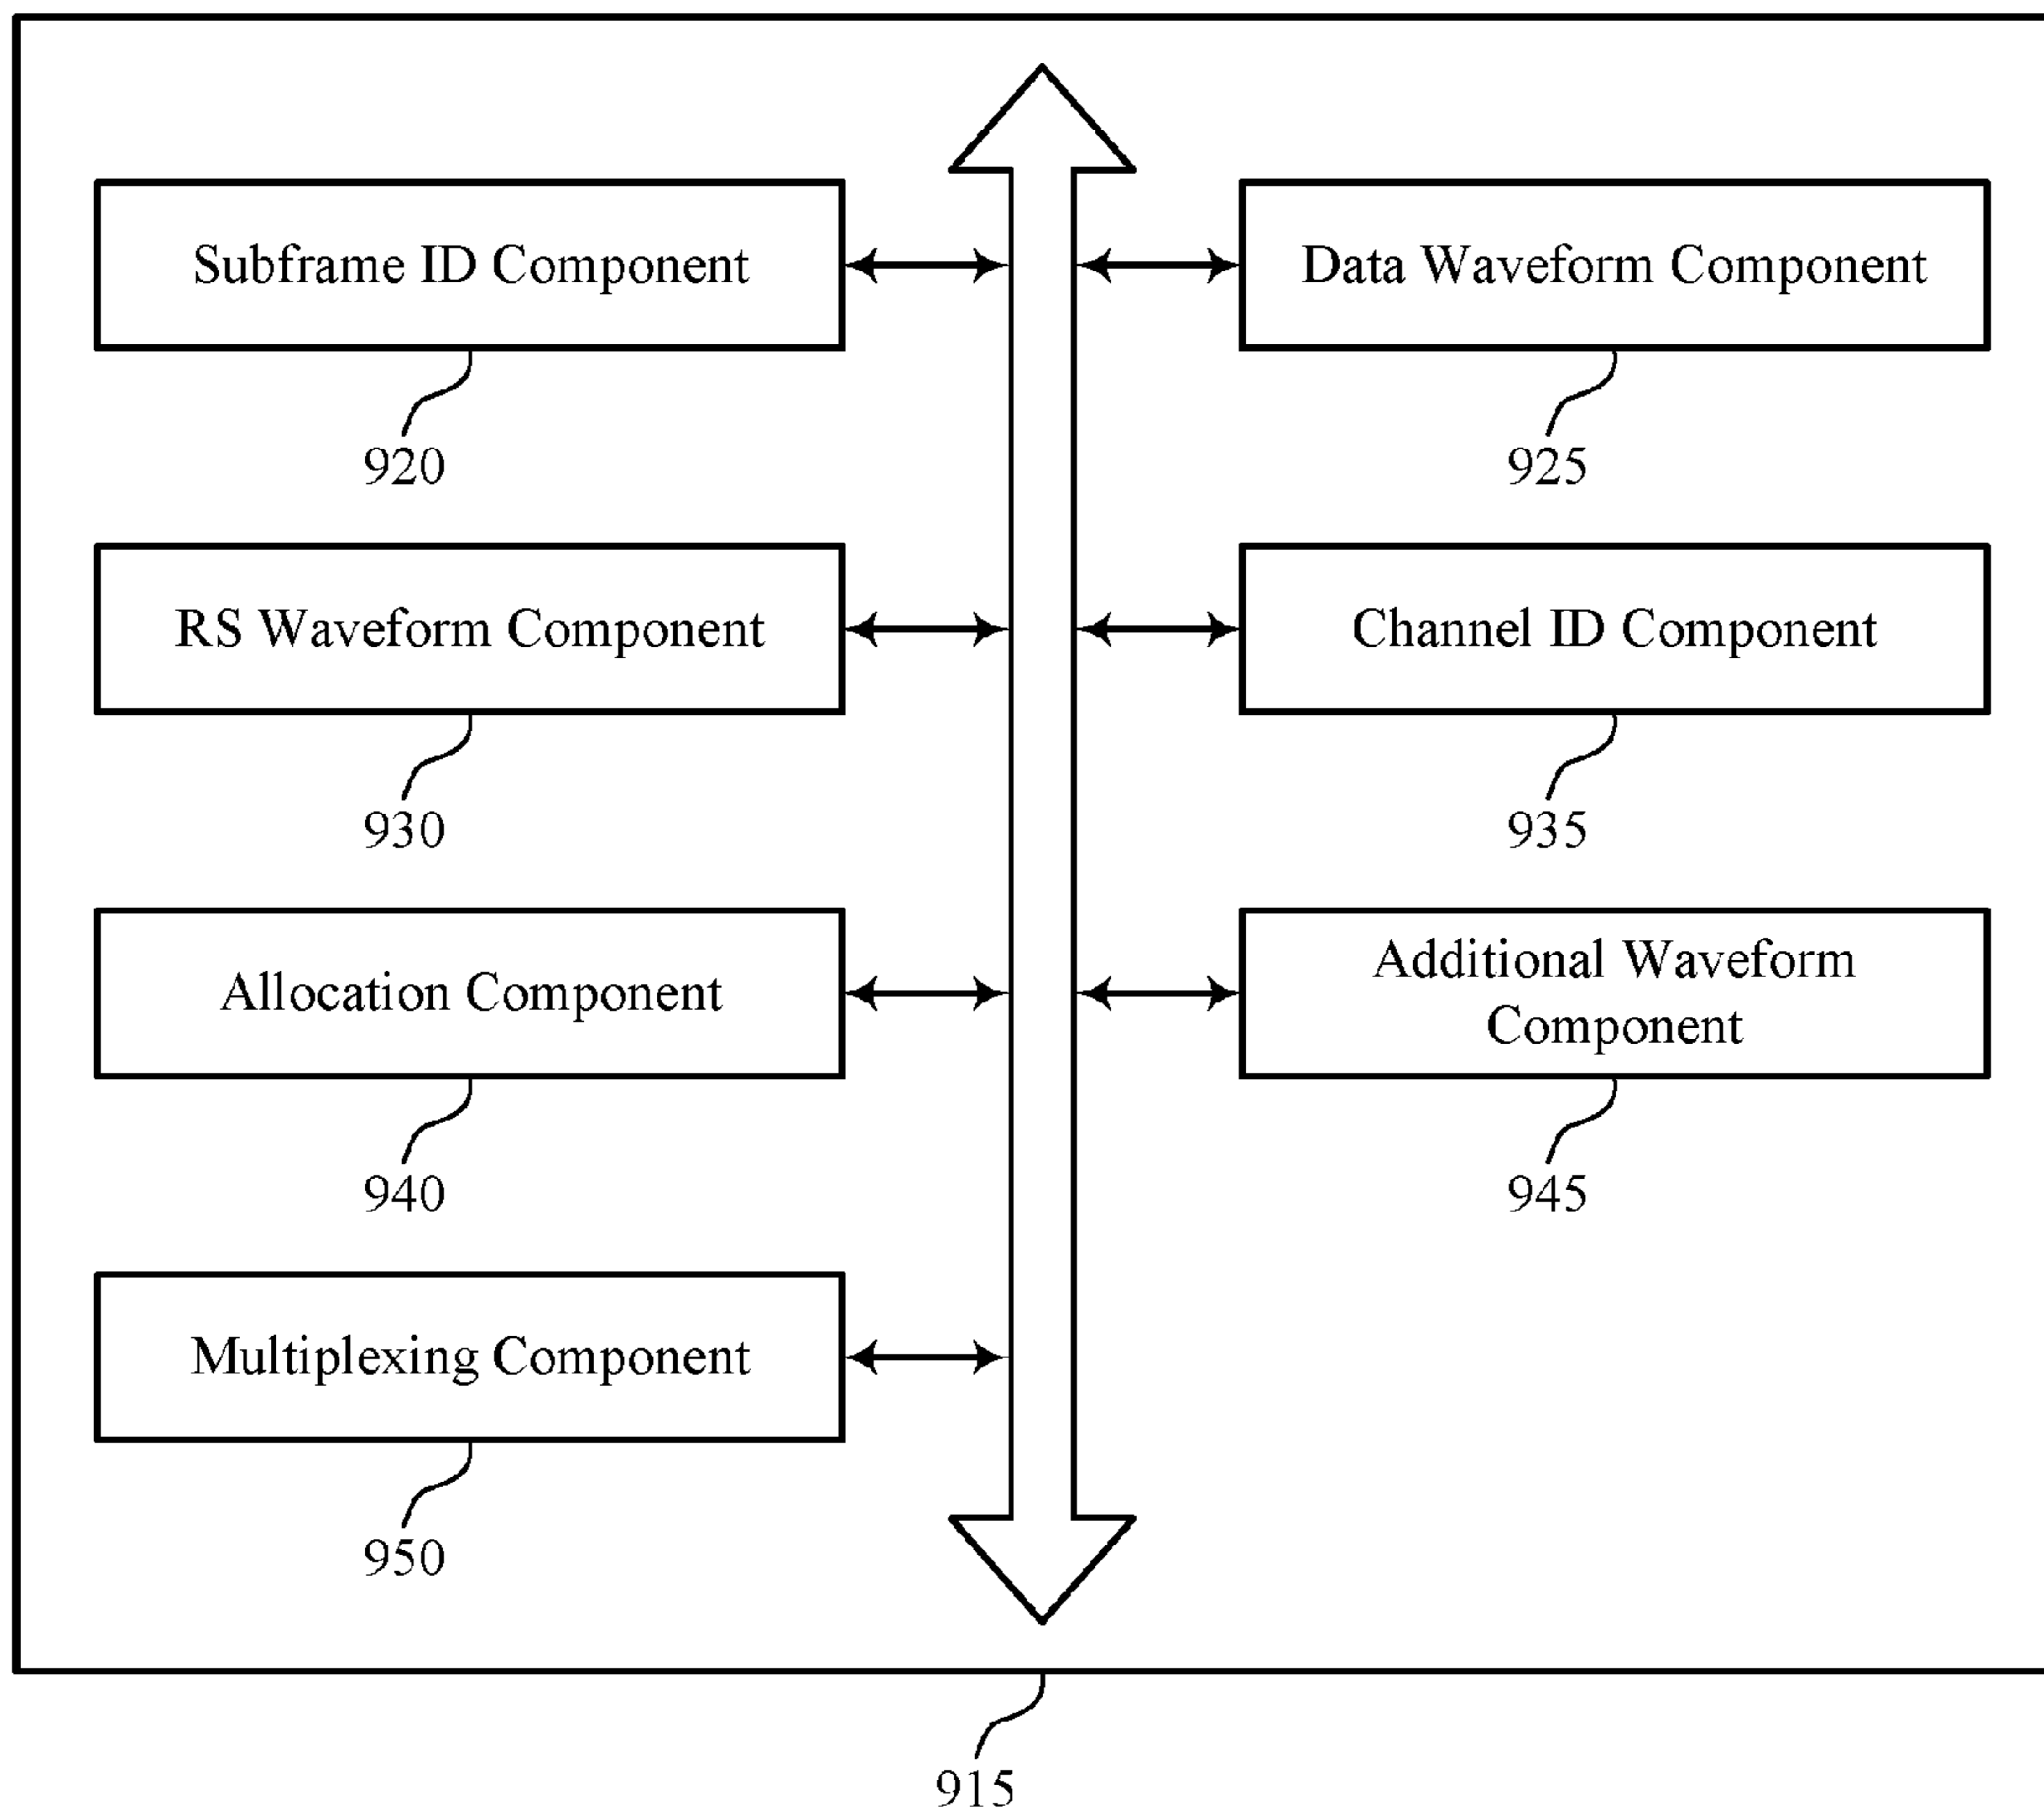 Subframe ID Component
Data Waveform Component
920
925
RS Waveform Component
Channel ID Component
930
935
Allocation Component
Additional Waveform
Component
940
945
Multiplexing Component
950
915